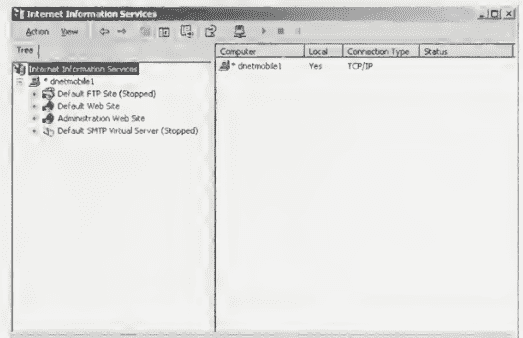 Internet Information Services
Action View
Tree
Computer Local Connection Type Status
Internet Information Services
* dnetmobile1
Default FTP Site (Stopped)
Default Web Site
Administration Web Site
Default SMTP Virtual Server (Stopped)
* dnetmobile1 Yes TCP/IP